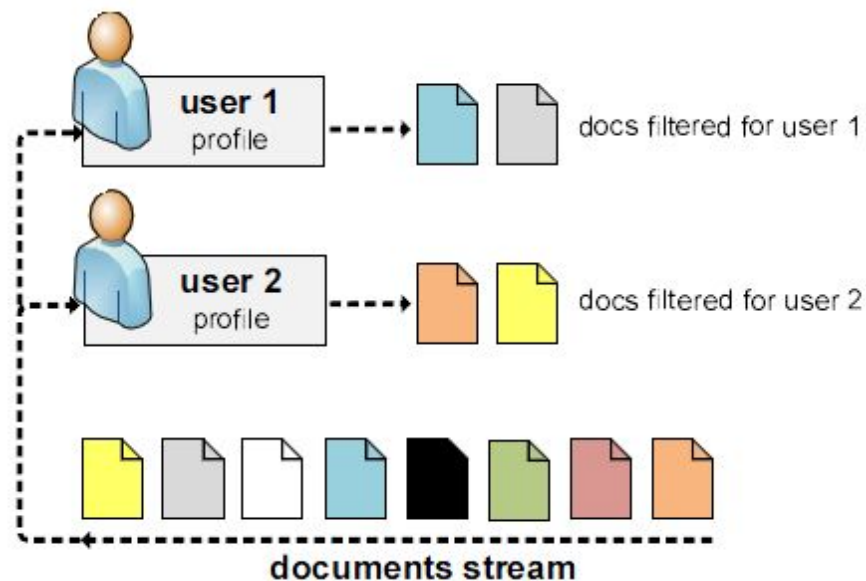 user 1
profile
docs filtered for user 1
user 2
profile
docs filtered for user 2
documents stream